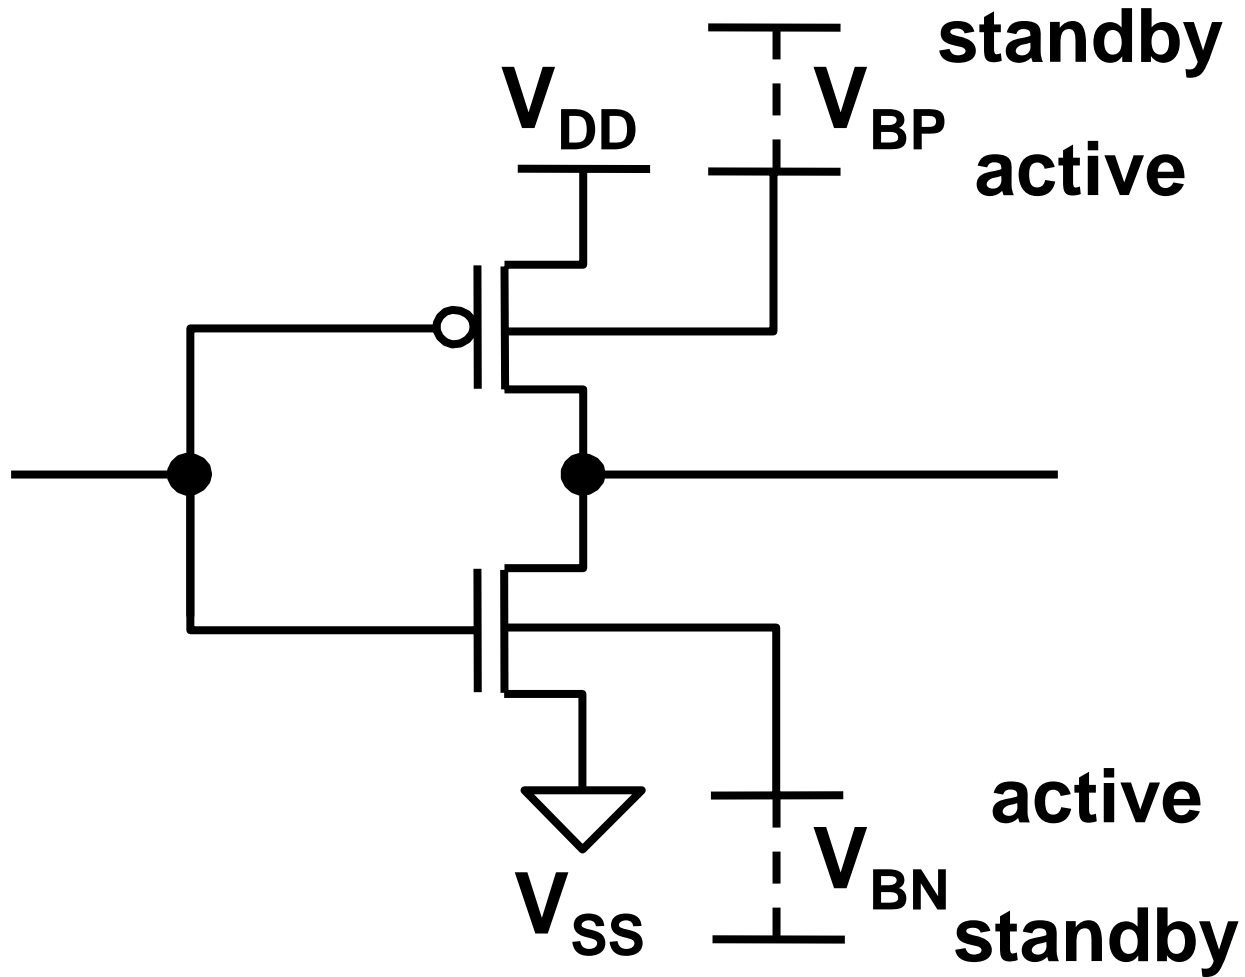 standby
VDD
VBP
active
active
VBN
VSS
standby